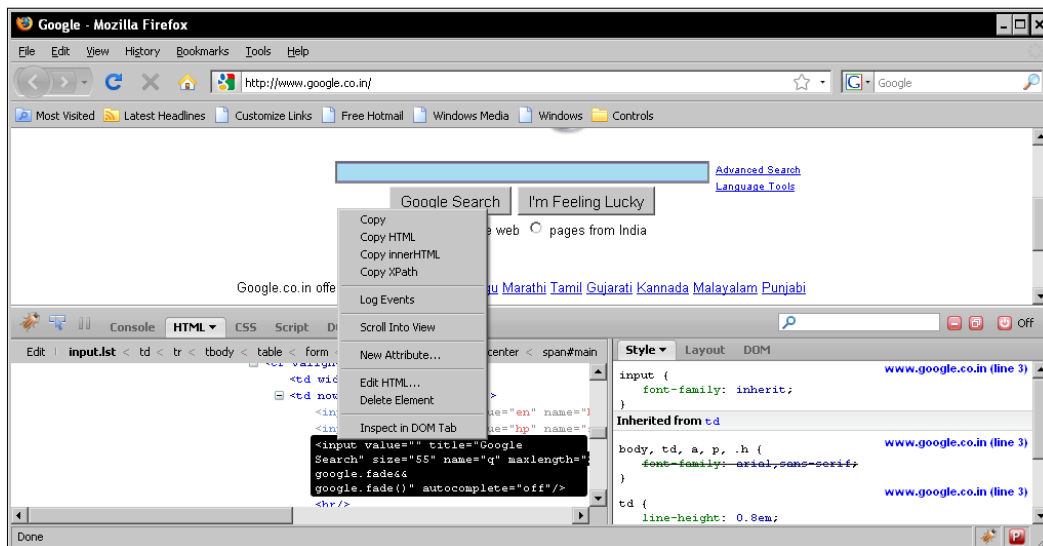 Google - Mozilla Firefox
File Edit View History Bookmarks Tools Help
http://www.google.co.in/
G Google
Most Visited Latest Headlines Customize Links Free Hotmail Windows Media Windows Controls
Advanced Search
Language Tools
Google Search I'm Feeling Lucky
web pages from India
Google.co.in offe
Marathi Tamil Gujarati Kannada Malayalam Punjabi
Copy
Copy HTML
Copy innerHTML
Copy XPath
Log Events
Scroll Into View
New Attribute...
Edit HTML...
Delete Element
Inspect in DOM Tab
Console HTML CSS Script
Off
Edit input.lst < td < tr < tbody < table < form
center < span#main
<td wid
<td now
>
<in
ue="en" name="
<in
ue="hp" name="
<input value="" title="Google
Search" size="55" name="q" maxlength="
google.fade&&
google.fade()" autocomplete="off"/>
<br/>
Style Layout DOM
input {
www.google.co.in (line 3)
font-family: inherit;
}
Inherited from td
body, td, a, p, .h {
www.google.co.in (line 3)
font-family: arial,sans-serif;
}
www.google.co.in (line 3)
td {
line-height: 0.8em;
Done
P